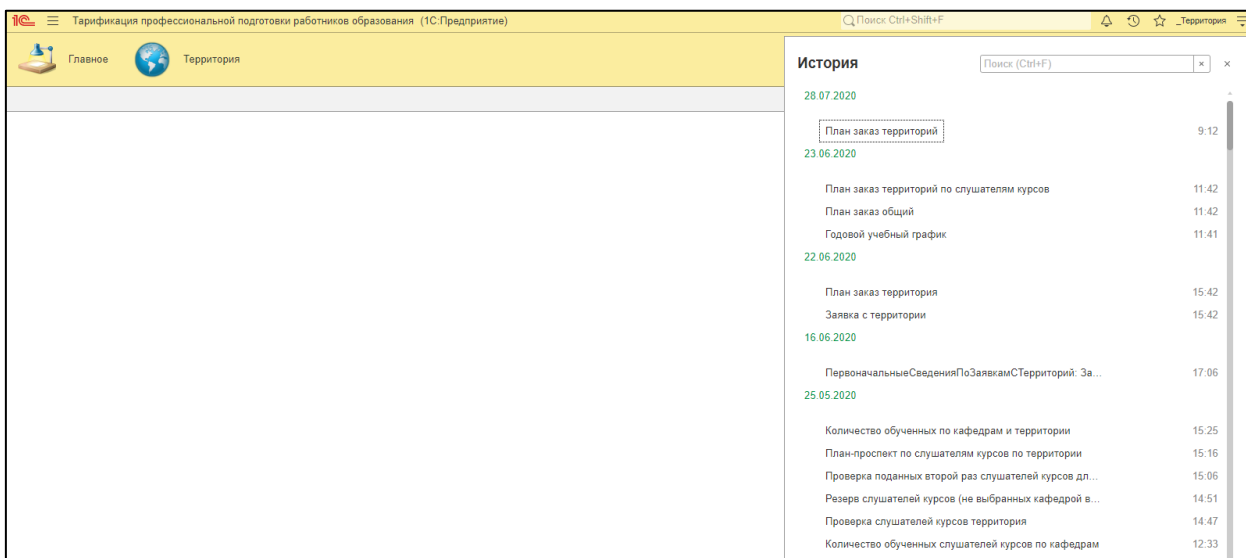 1С Тарификация профессиональной подготовки работников образования (1С:Предприятие) Поиск Ctrl+Shift+F _Территория
Главное Территория
История Поиск (Ctrl+F) × ×
28.07.2020
План заказ территорий 9:12
23.06.2020
План заказ территорий по слушателям курсов 11:42
План заказ общий 11:42
Годовой учебный график 11:41
22.06.2020
План заказ территория 15:42
Заявка с территории 15:42
16.06.2020
ПервоначальныеСведенияПоЗаявкамСТерриторий: За... 17:06
25.05.2020
Количество обученных по кафедрам и территории 15:25
План-проспект по слушателям курсов по территории 15:16
Проверка поданных второй раз слушателей курсов дл... 15:06
Резерв слушателей курсов (не выбранных кафедрой в... 14:51
Проверка слушателей курсов территория 14:47
Количество обученных слушателей курсов по кафедрам 12:33